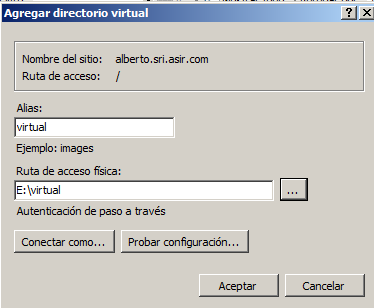 Agregar directorio virtual
Nombre del sitio: alberto.sri.asir.com
Ruta de acceso: /
Alias:
virtual
Ejemplo: images
Ruta de acceso física:
E:\virtual ...
Autenticación de paso a través
Conectar como... Probar configuración...
Aceptar Cancelar